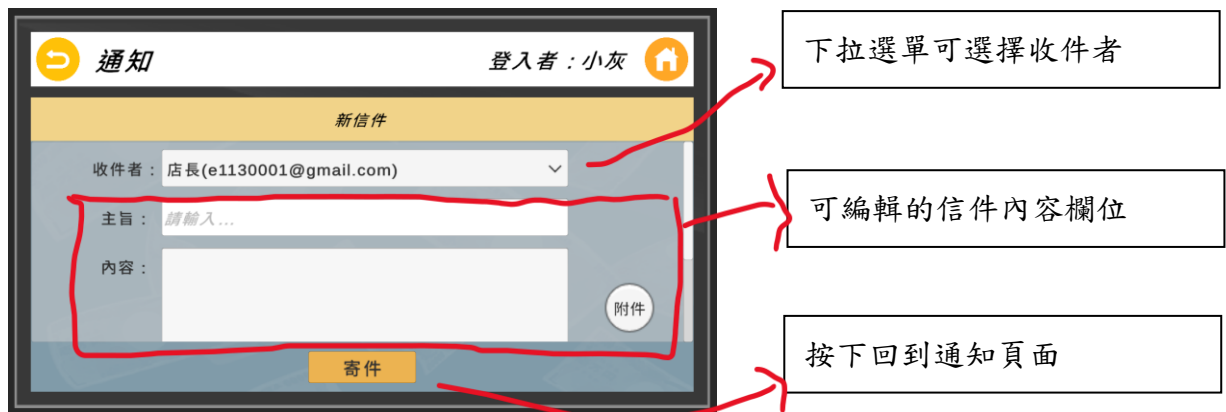 通知
登入者：小灰
新信件
收件者： 店長(e1130001@gmail.com)
主旨： 請輸入...
內容：
附件
寄件
下拉選單可選擇收件者
可編輯的信件內容欄位
按下回到通知頁面